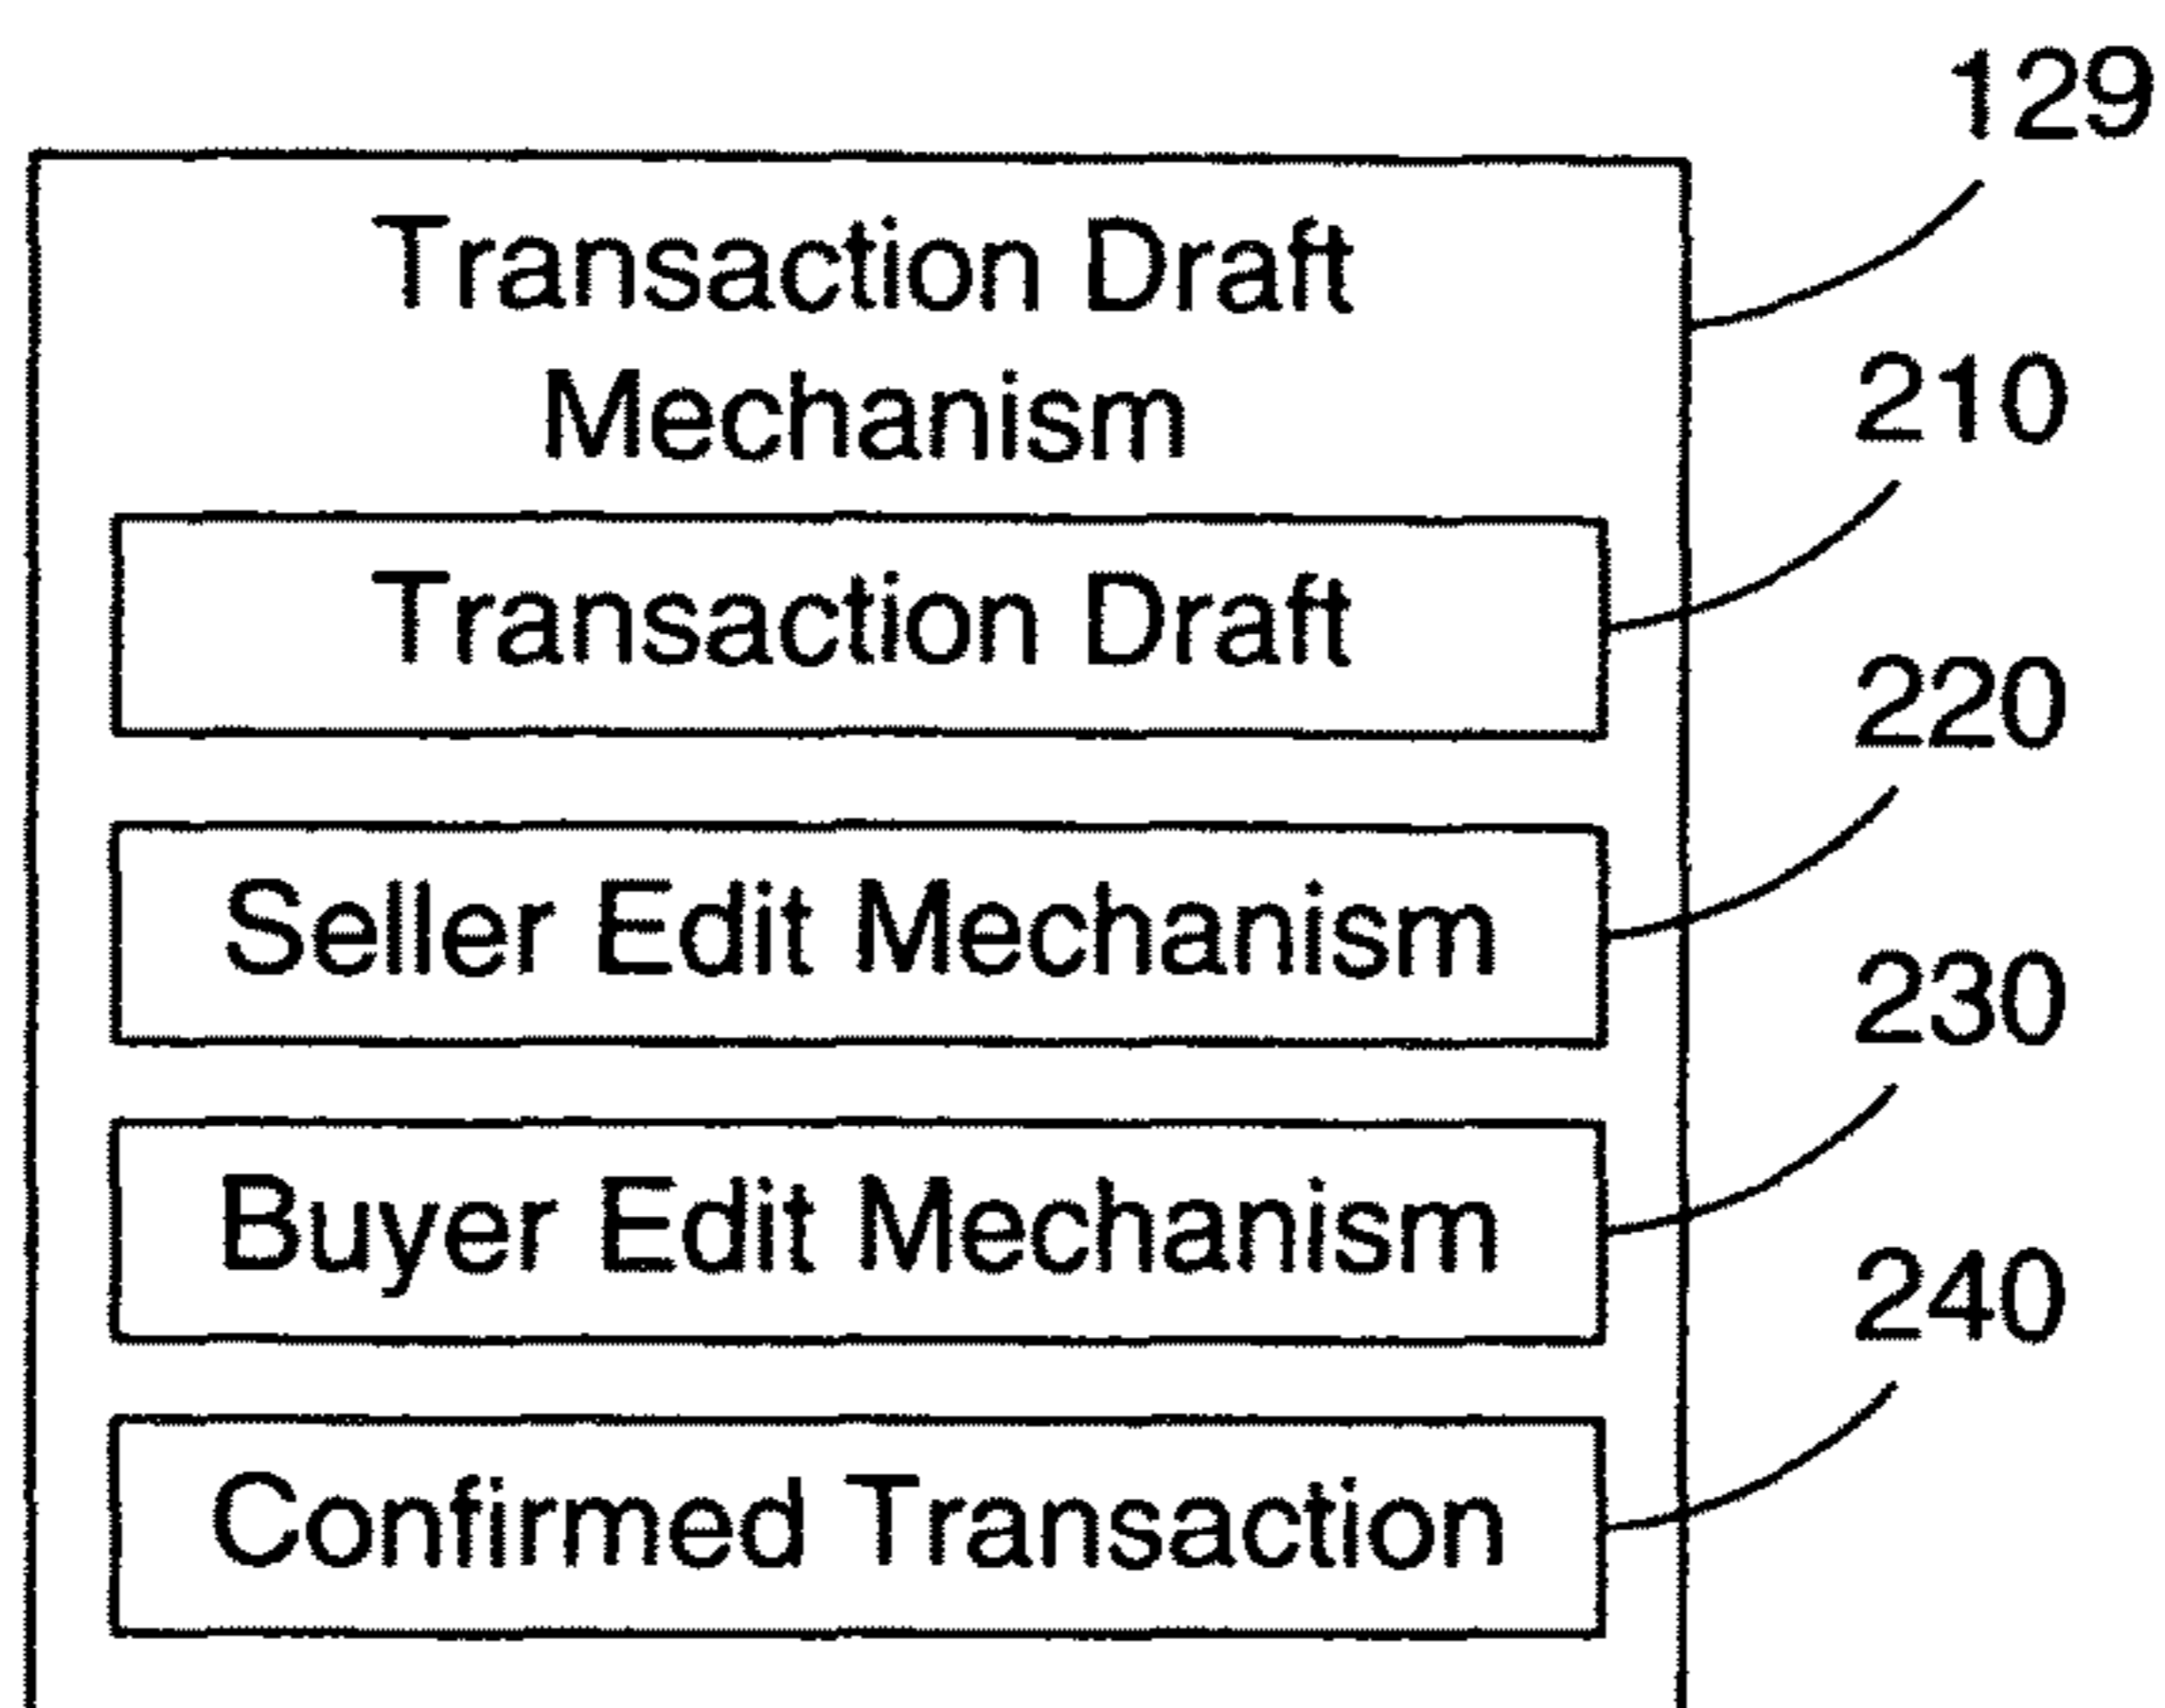 129
Transaction Draft
Mechanism
210
Transaction Draft
220
Seller Edit Mechanism
230
Buyer Edit Mechanism
240
Confirmed Transaction